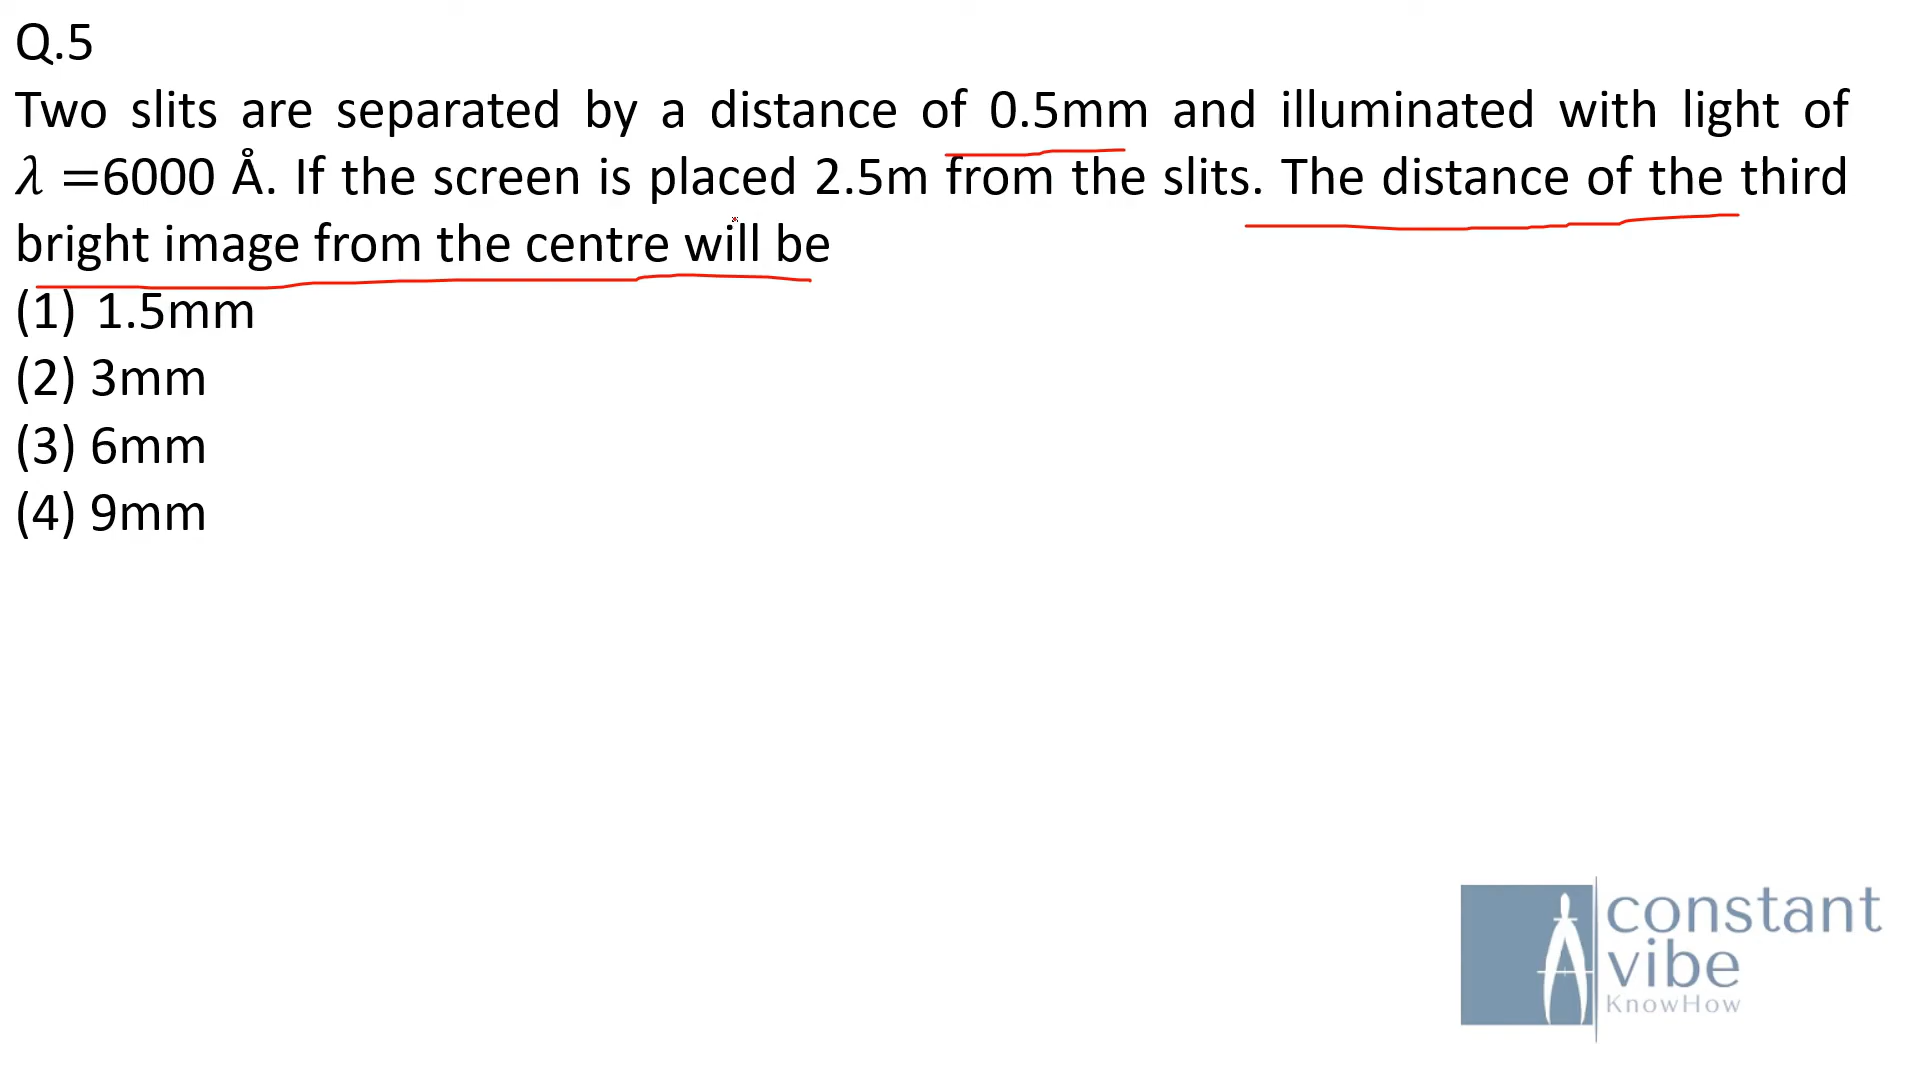 Q.5
Two slits are separated by a distance of 0.5mm and illuminated with light of
λ =6000 Å. If the screen is placed 2.5m from the slits. The distance of the third
bright image from the centre will be
(1) 1.5mm
(2) 3mm
(3) 6mm
(4) 9mm
constant
vibe
KnowHow